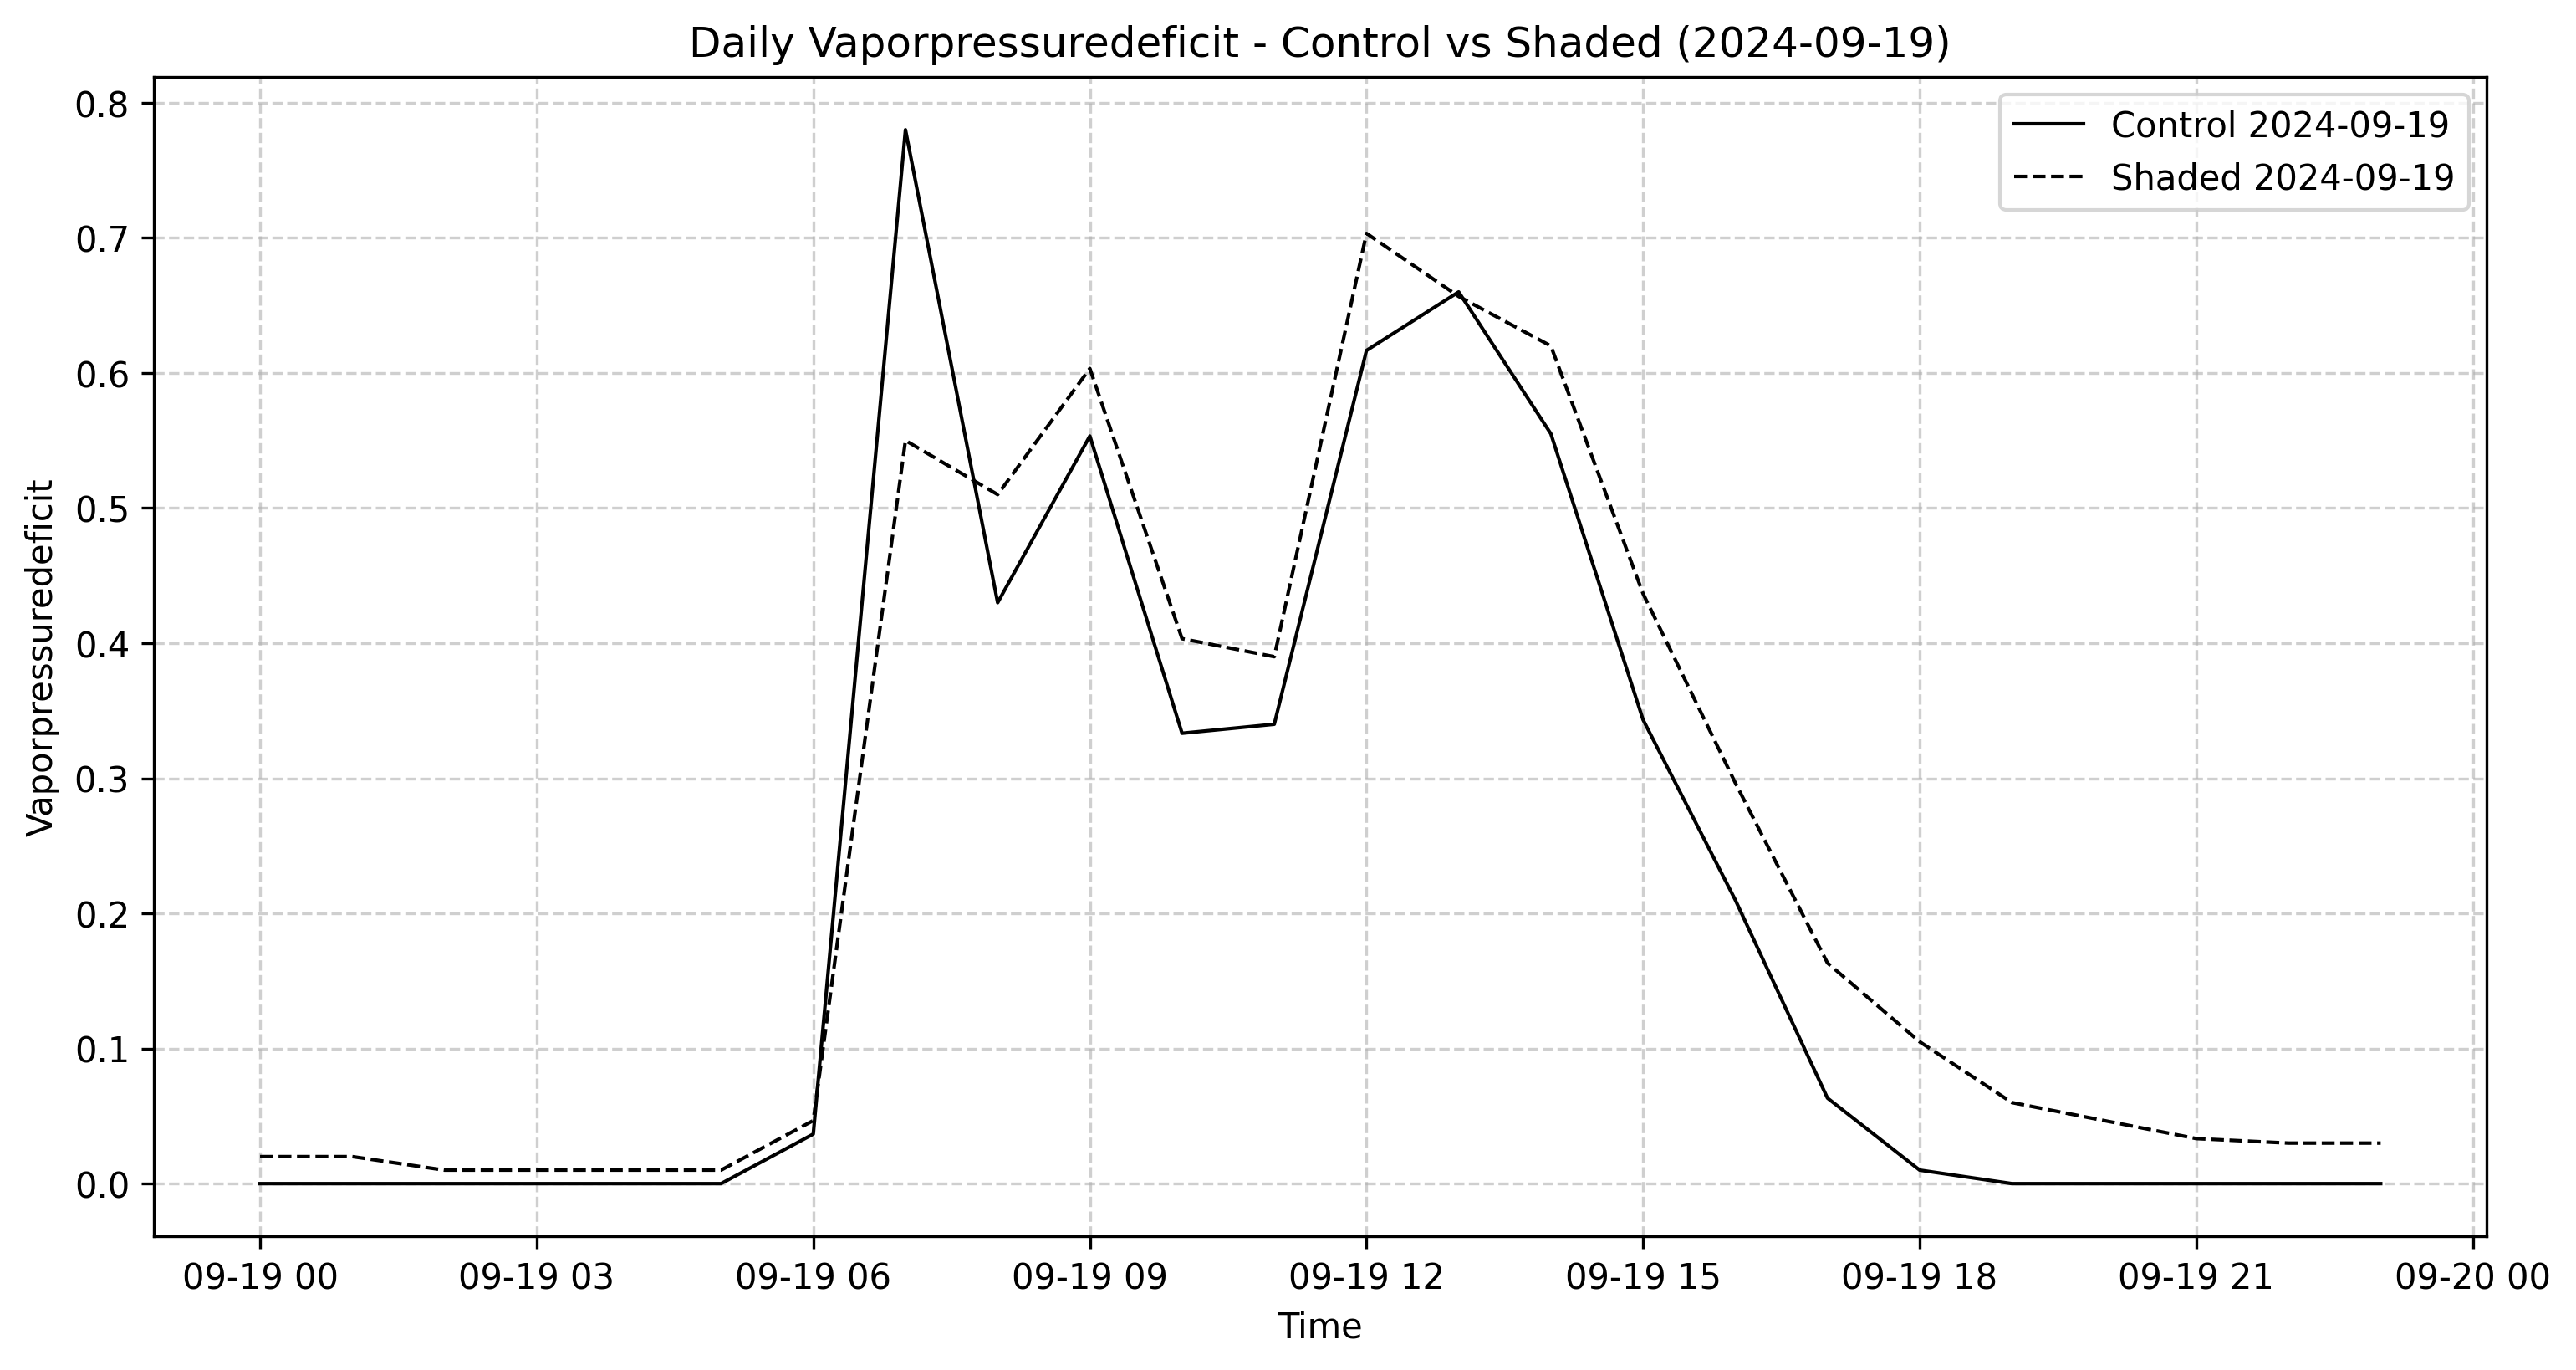 Daily Vaporpressuredeficit - Control vs Shaded (2024-09-19)
Control 2024-09-19
Shaded 2024-09-19
Vaporpressuredeficit
0.8
0.7
0.6
0.5
0.4
0.3
0.2
0.1
0.0
09-19 00 09-19 03 09-19 06 09-19 09 09-19 12 09-19 15 09-19 18 09-19 21 09-20 00
Time